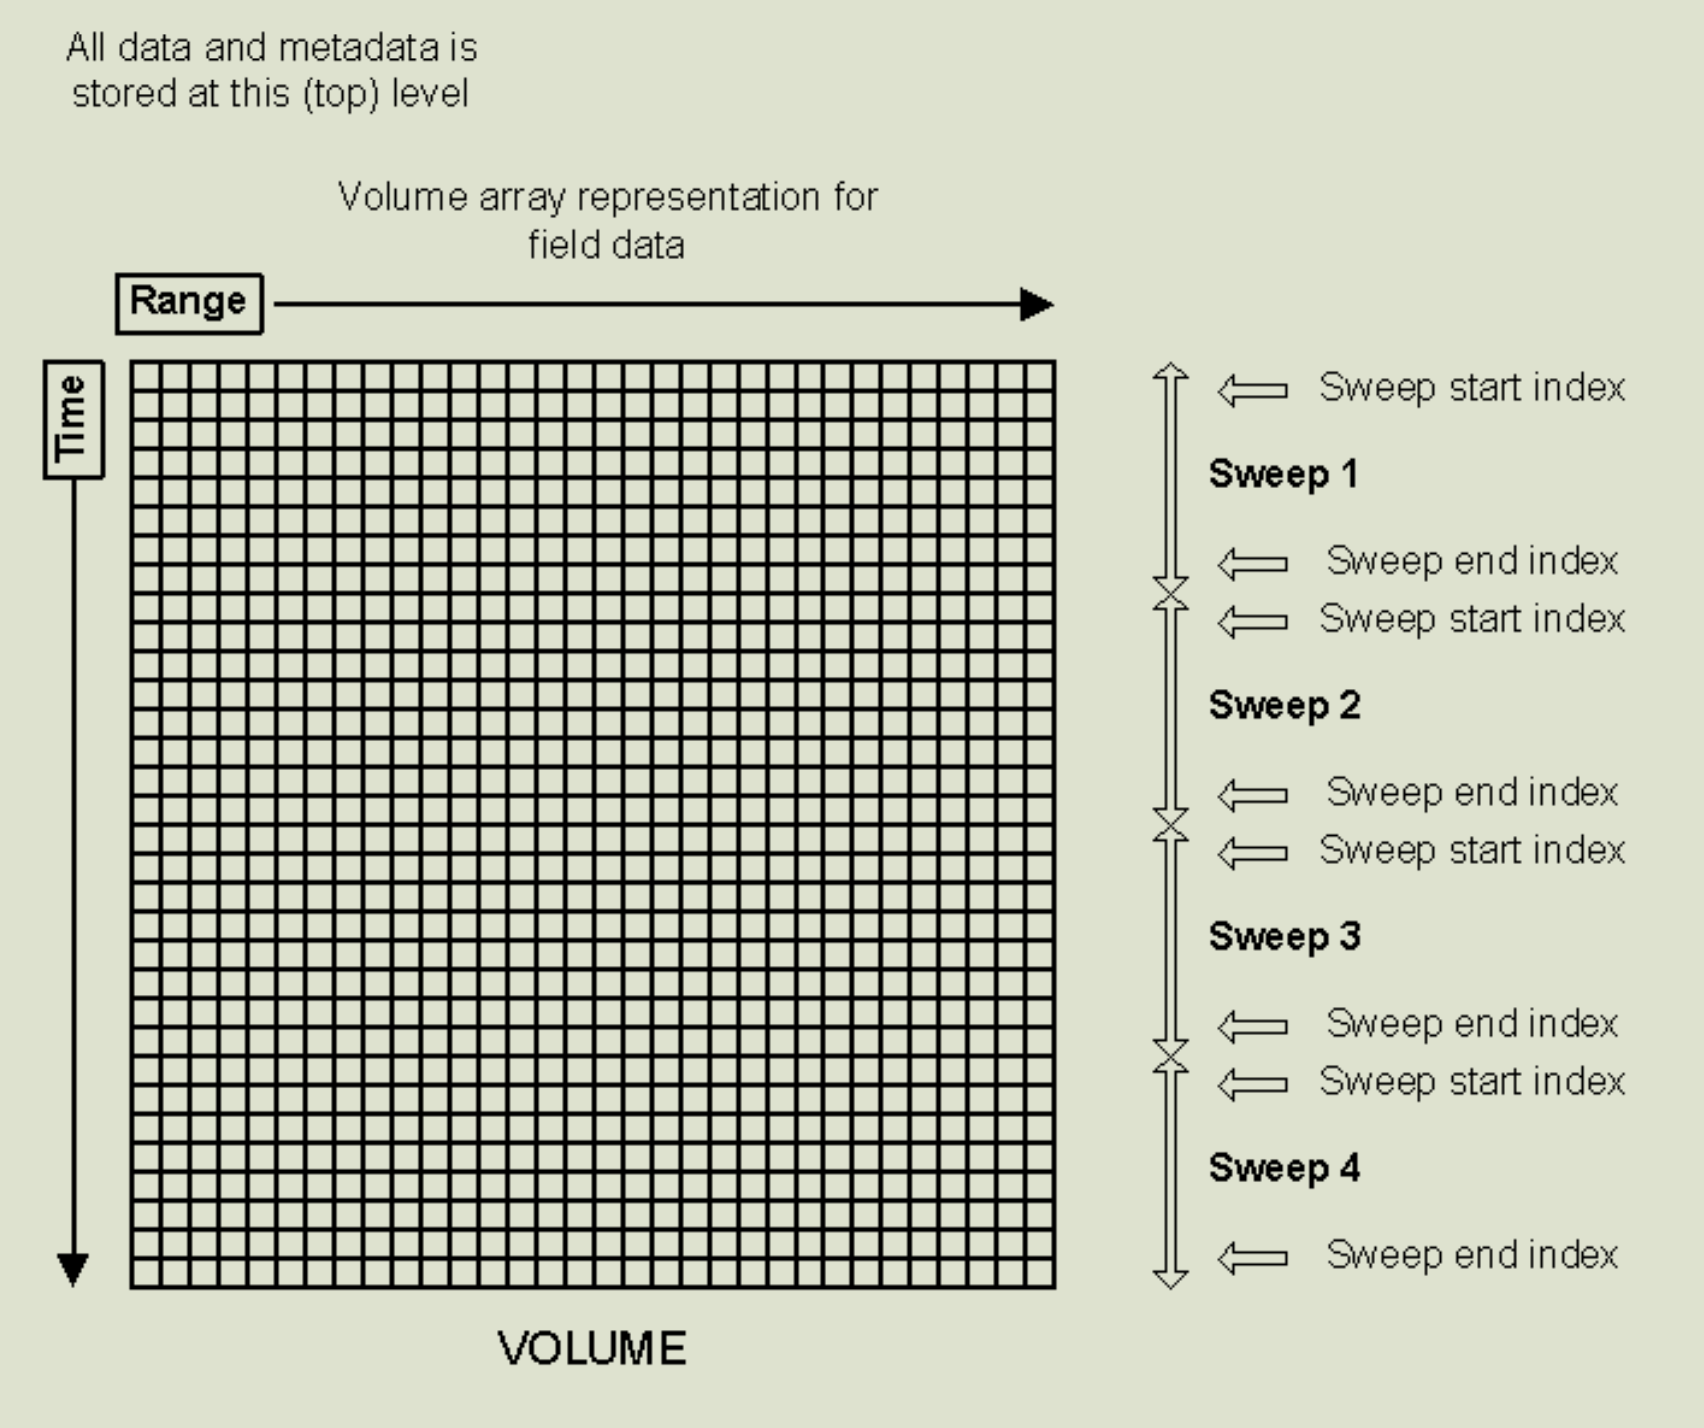 All data and metadata is
stored at this (top) level
Volume array representation for
field data
Range
Time
Sweep start index
Sweep 1
Sweep end index
Sweep start index
Sweep 2
Sweep end index
Sweep start index
Sweep 3
Sweep end index
Sweep start index
Sweep 4
Sweep end index
VOLUME